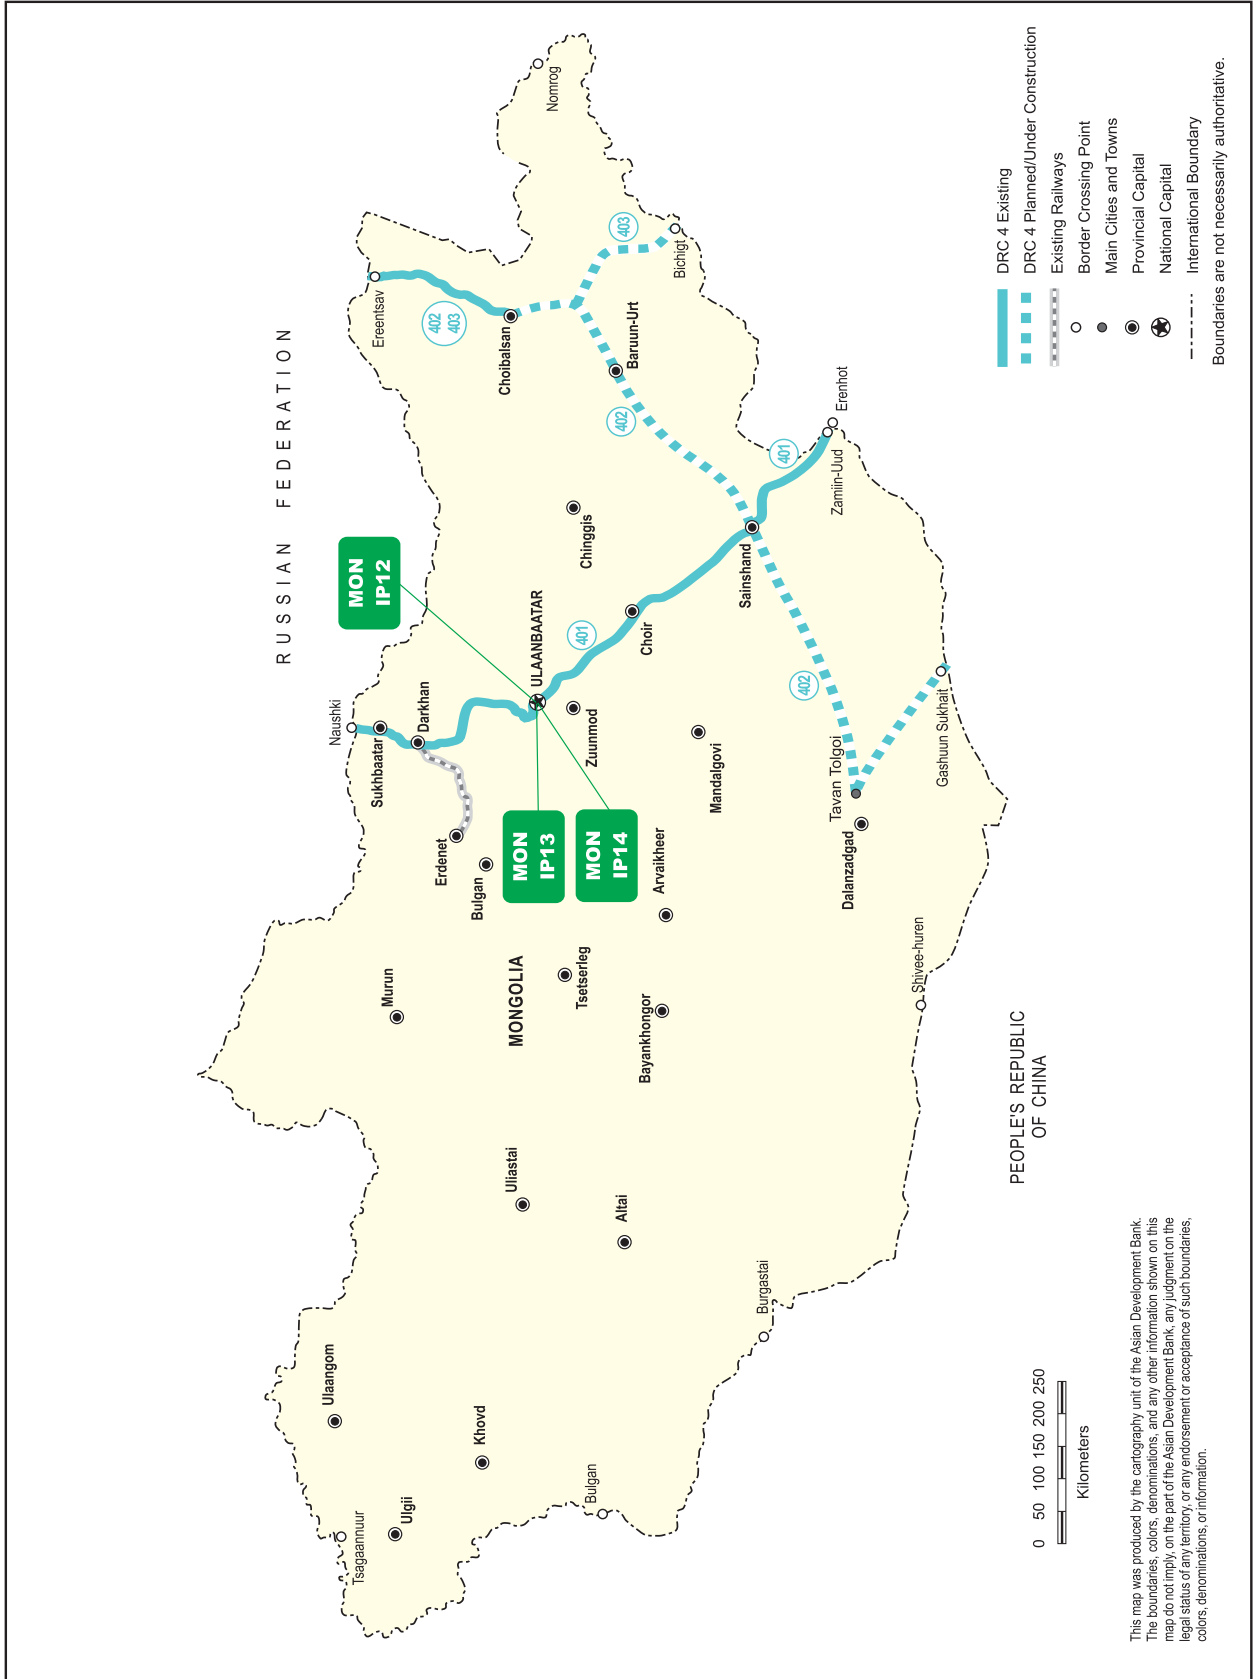 RUSSIAN FEDERATION
Naushki
Sukhbaatar
Darkhan
Erdenet
Bulgan
MON
IP12
ULAANBAATAR
401
Zuunmod
Choir
Chinggis
MON
IP13
MON
IP14
Mandalgovi
Arvaikheer
Tsetserleg
Bayankhongor
MONGOLIA
Murun
Uliastai
Altai
Ulaangom
Khovd
Ulgii
Tsagaannuur
Bulgan
Burgastai
Shivee-huren
Dalanzadgad
Tavan Tolgoi
Gashuun Sukhait
402
Sainshand
401
Zamiin-Uud
Erenhot
402
Baruun-Urt
Choibalsan
402
403
Ereentsav
403
Bichigt
Nomrog
PEOPLE'S REPUBLIC
OF CHINA
0 50 100 150 200 250
Kilometers
DRC 4 Existing
DRC 4 Planned/Under Construction
Existing Railways
Border Crossing Point
Main Cities and Towns
Provincial Capital
National Capital
International Boundary
Boundaries are not necessarily authoritative.
This map was produced by the cartography unit of the Asian Development Bank.
The boundaries, colors, denominations, and any other information shown on this
map do not imply, on the part of the Asian Development Bank, any judgment on the
legal status of any territory, or any endorsement or acceptance of such boundaries,
colors, denominations, or information.